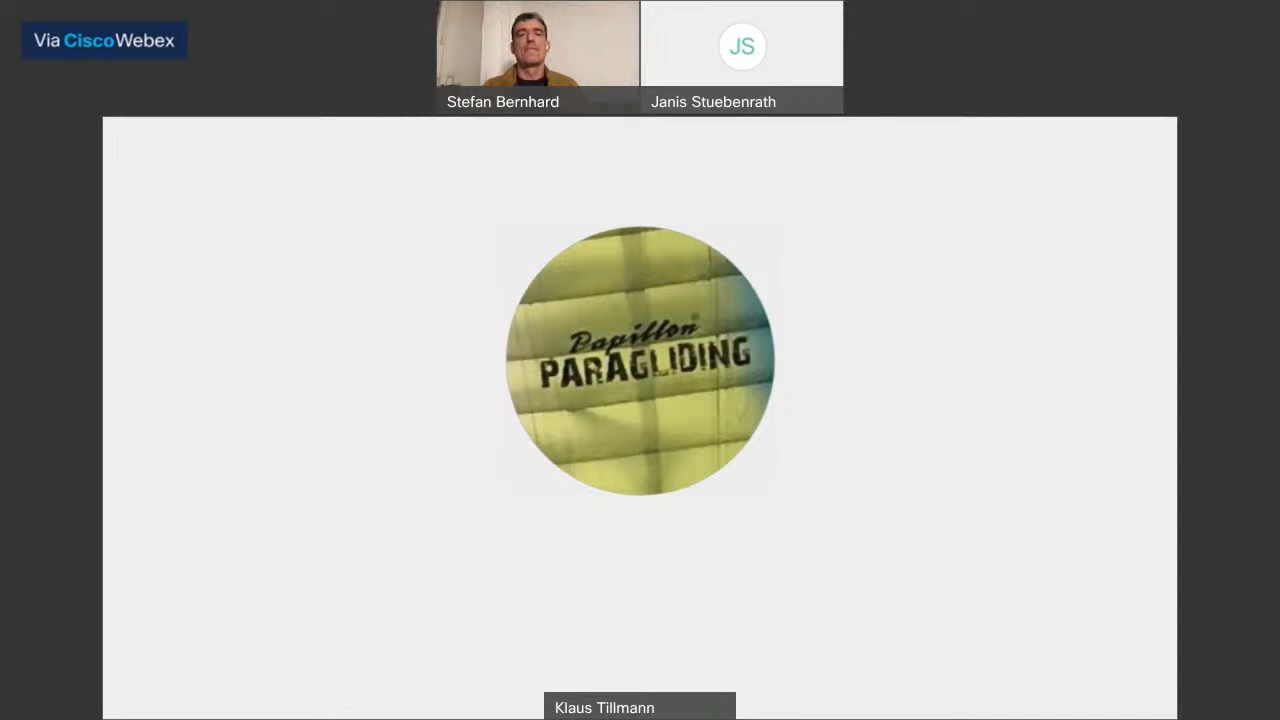 Via CiscoWebex
Stefan Bernhard
JS
Janis Stuebenrath
Papillon®
PARAGLIDING
Klaus Tillmann